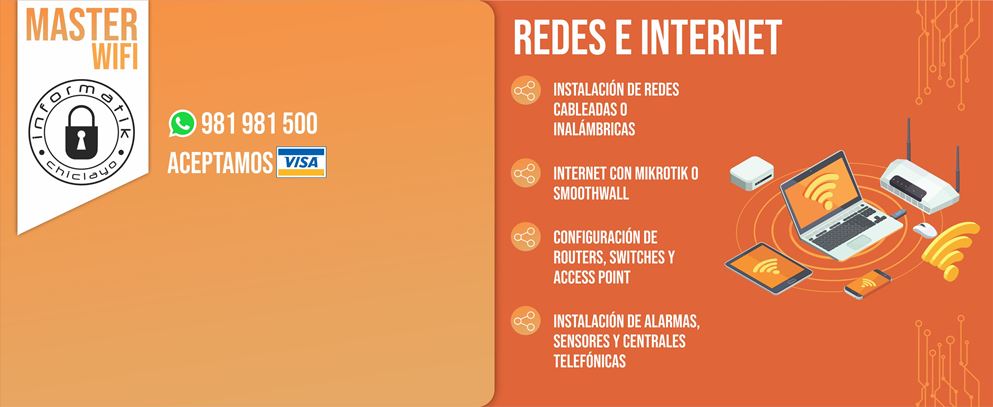 MASTER
WIFI
informatik
chiclayo
981 981 500
ACEPTAMOS VISA
REDES E INTERNET
INSTALACIÓN DE REDES
CABLEADAS O
INALÁMBRICAS
INTERNET CON MIKROTIK O
SMOOTHWALL
CONFIGURACIÓN DE
ROUTERS, SWITCHES Y
ACCESS POINT
INSTALACIÓN DE ALARMAS,
SENSORES Y CENTRALES
TELEFÓNICAS